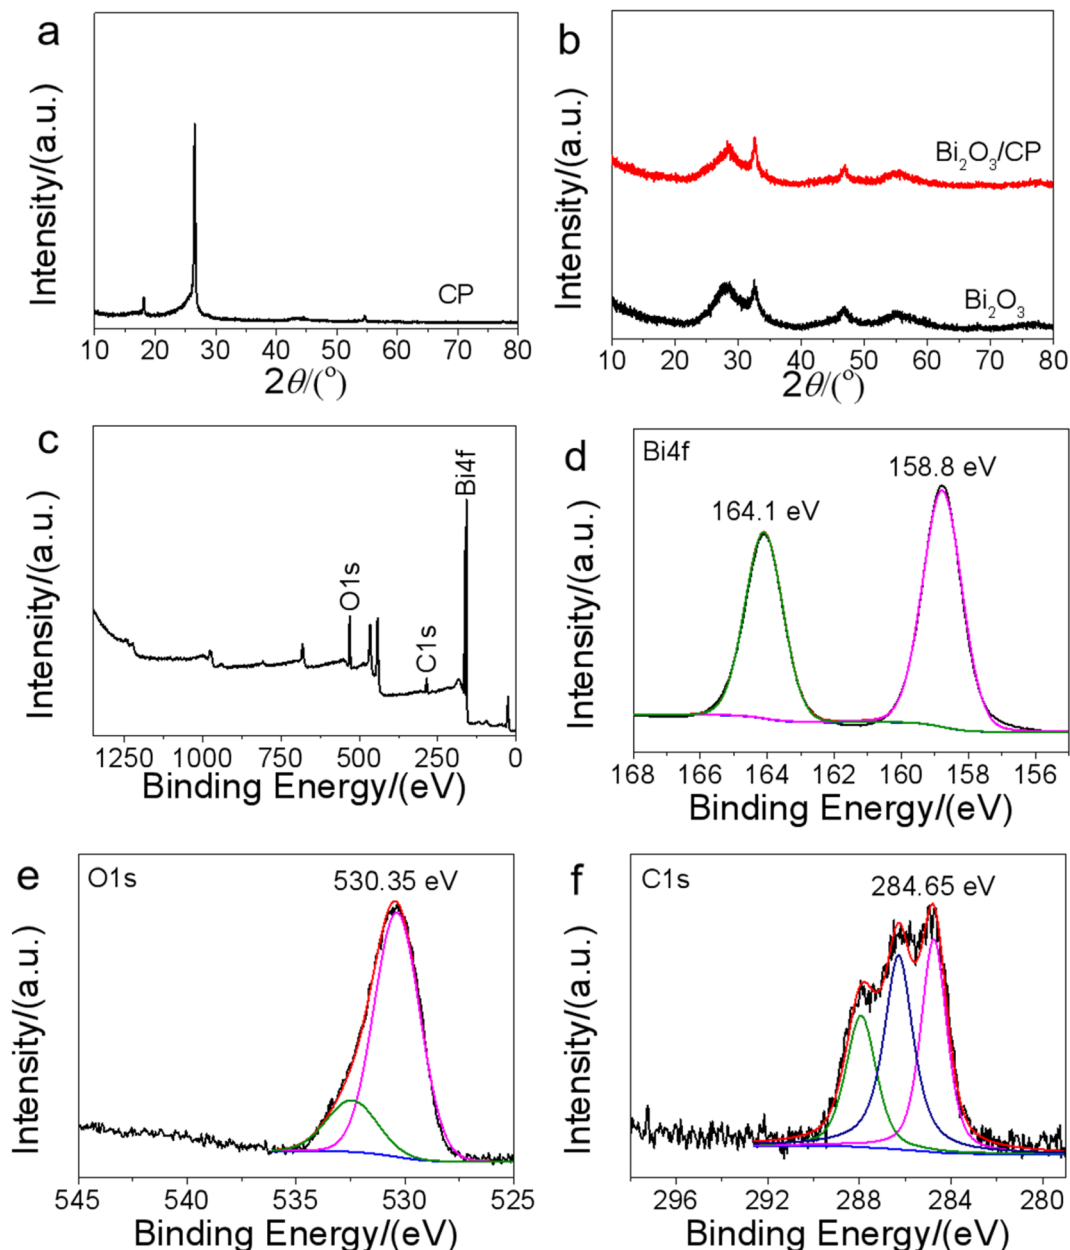 a
Intensity/(a.u.)
CP
10 20 30 40 50 60 70 80
2θ/(°)
b
Intensity/(a.u.)
Bi₂O₃/CP
Bi₂O₃
10 20 30 40 50 60 70 80
2θ/(°)
c
Intensity/(a.u.)
O1s
C1s
Bi4f
1250 1000 750 500 250 0
Binding Energy/(eV)
d
Intensity/(a.u.)
Bi4f
164.1 eV
158.8 eV
168 166 164 162 160 158 156
Binding Energy/(eV)
e
Intensity/(a.u.)
O1s
530.35 eV
545 540 535 530 525
Binding Energy/(eV)
f
Intensity/(a.u.)
C1s
284.65 eV
296 292 288 284 280
Binding Energy/(eV)